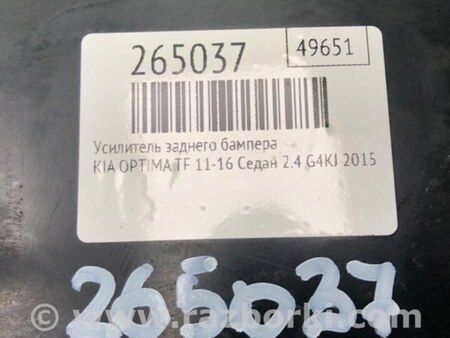 265037
49651
Усилитель заднего бампера
KIA OPTIMA TF 11-16 Седан 2.4 G4KJ 2015
265037
© www.razborki.com